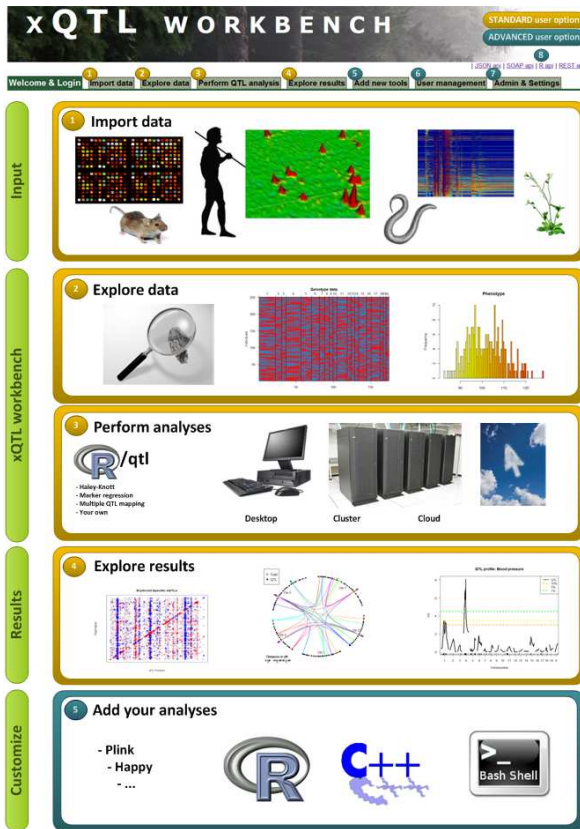 xQTL WORKBENCH
STANDARD user option
ADVANCED user option
8
| JSON api | SOAP api | R api | REST a
Welcome & Login
1 Import data
2 Explore data
3 Perform QTL analysis
4 Explore results
5 Add new tools
6 User management
7 Admin & Settings
Input
1 Import data
xQTL workbench
2 Explore data
Genotype data
Phenotype
Frequency
3 Perform analyses
R/qtl
- Haley-Knott
- Marker regression
- Multiple QTL mapping
- Your own
Desktop
Cluster
Cloud
Results
4 Explore results
QTL profile: Blood pressure
Customize
5 Add your analyses
- Plink
- Happy
- ...
R
C++
>_
Bash Shell